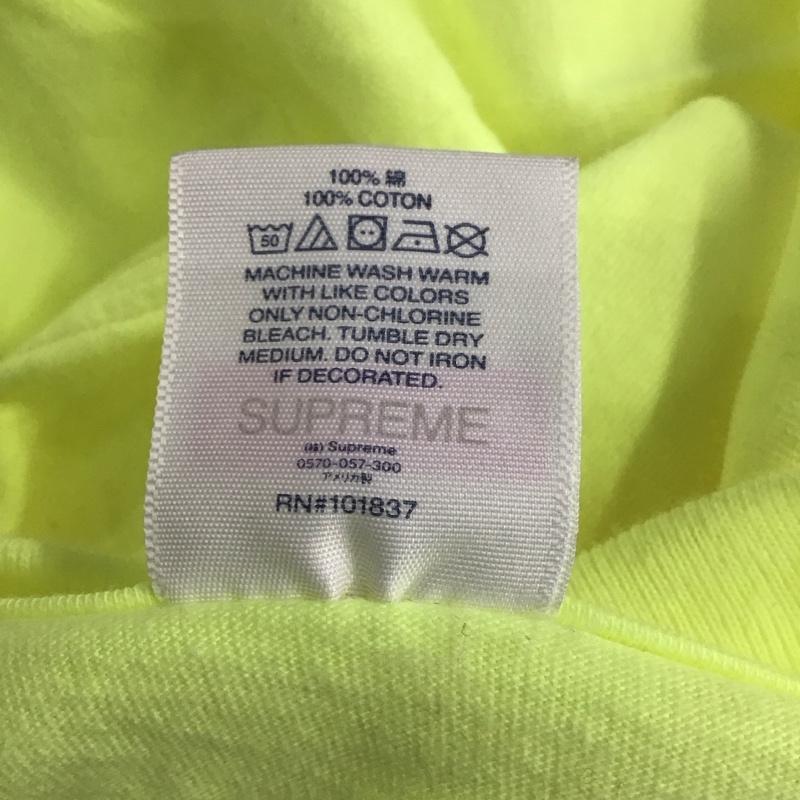 100% 綿
100% COTON
50
MACHINE WASH WARM
WITH LIKE COLORS
ONLY NON-CHLORINE
BLEACH. TUMBLE DRY
MEDIUM. DO NOT IRON
IF DECORATED.
SUPREME
(株) Supreme
0570-057-300
アメリカ製
RN#101837